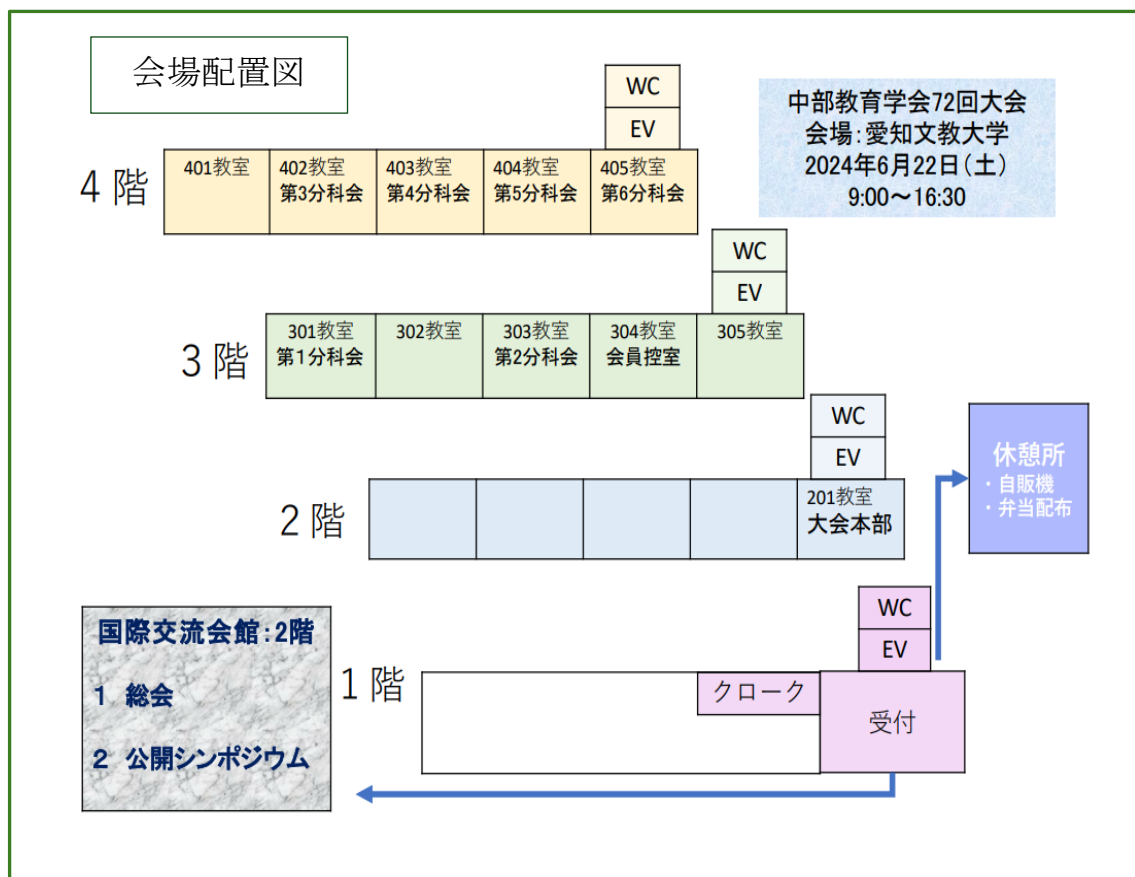 会場配置図
中部教育学会72回大会
会場:愛知文教大学
2024年6月22日(土)
9:00～16:30
WC
EV
4階
401教室
402教室
第3分科会
403教室
第4分科会
404教室
第5分科会
405教室
第6分科会
WC
EV
3階
301教室
第1分科会
302教室
303教室
第2分科会
304教室
会員控室
305教室
WC
EV
2階
201教室
大会本部
休憩所
・自販機
・弁当配布
WC
EV
1階
クローク
受付
国際交流会館:2階
1 総会
2 公開シンポジウム